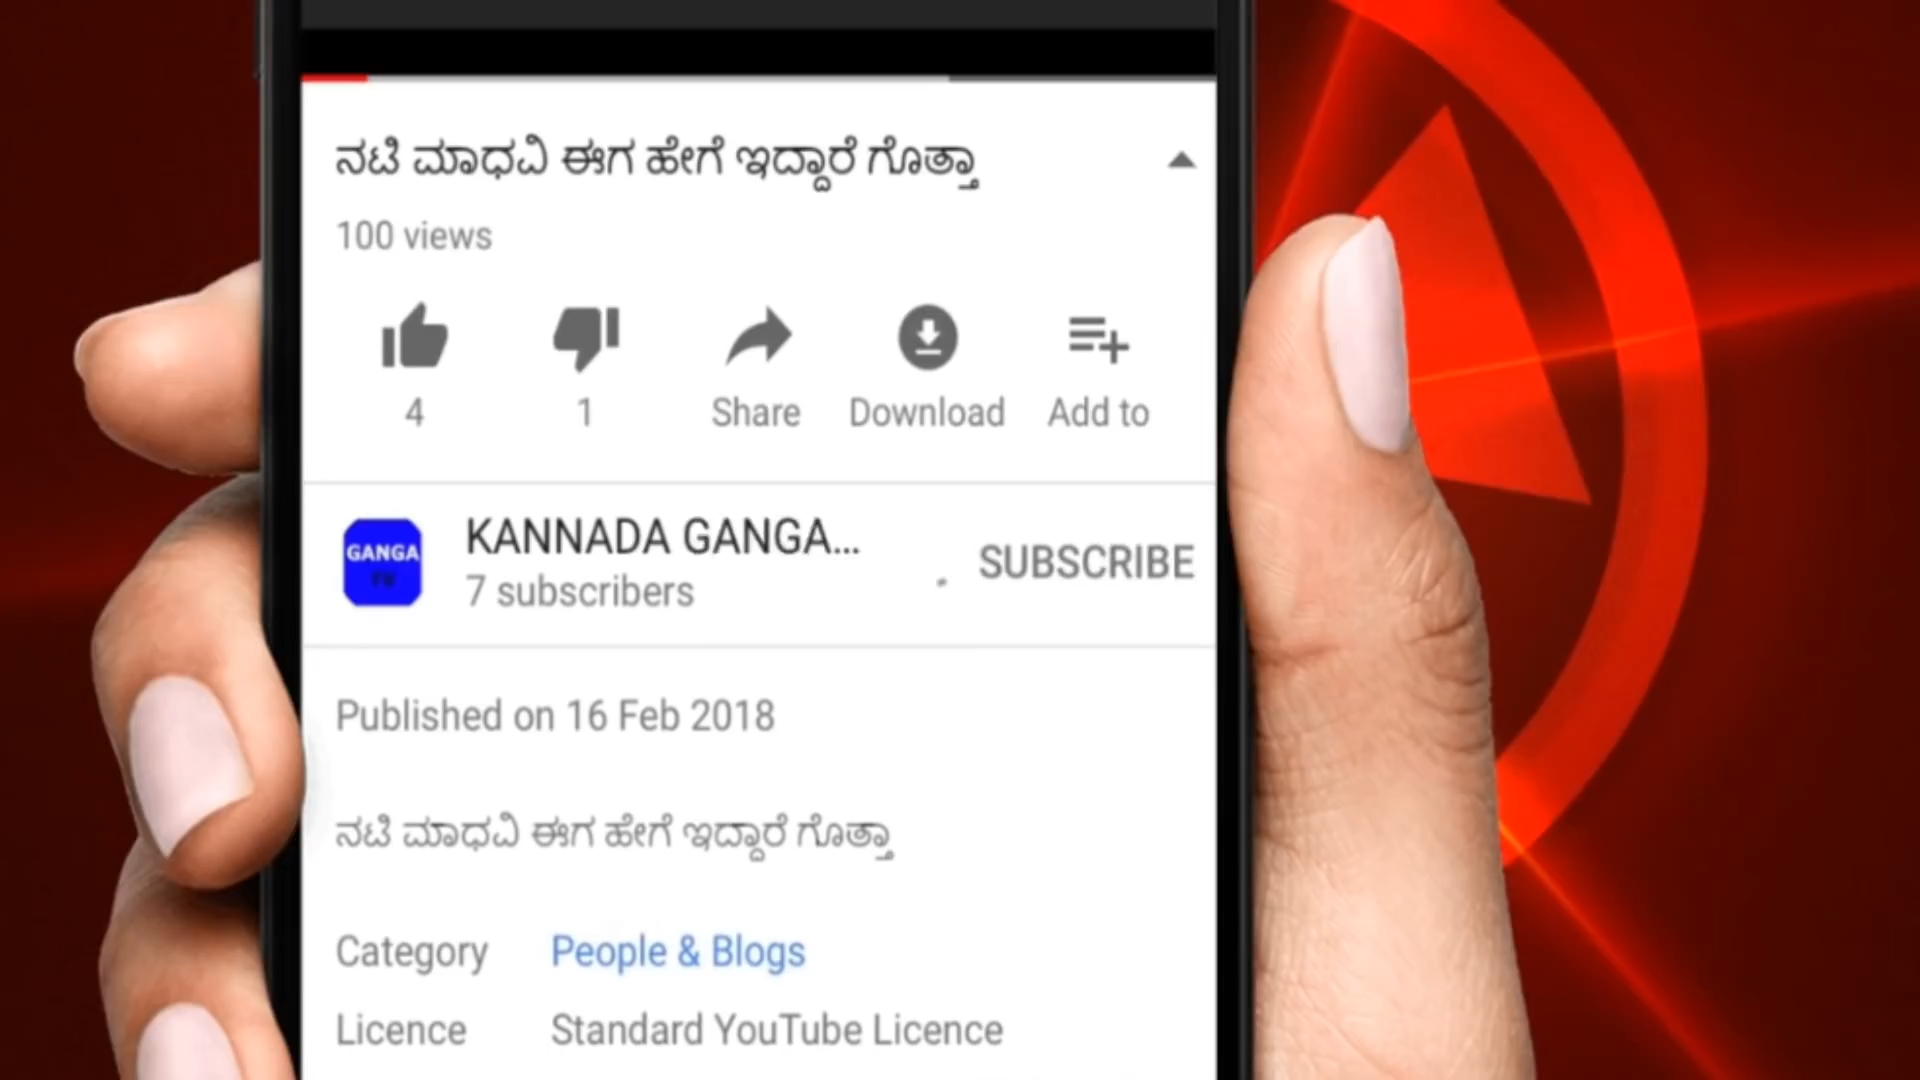 ನಟಿ ಮಾಧವಿ ಈಗ ಹೇಗೆ ಇದ್ದಾರೆ ಗೊತ್ತಾ
100 views
4
1
Share
Download
Add to
GANGA
KANNADA GANGA...
7 subscribers
SUBSCRIBE
Published on 16 Feb 2018
ನಟಿ ಮಾಧವಿ ಈಗ ಹೇಗೆ ಇದ್ದಾರೆ ಗೊತ್ತಾ
Category People & Blogs
Licence Standard YouTube Licence